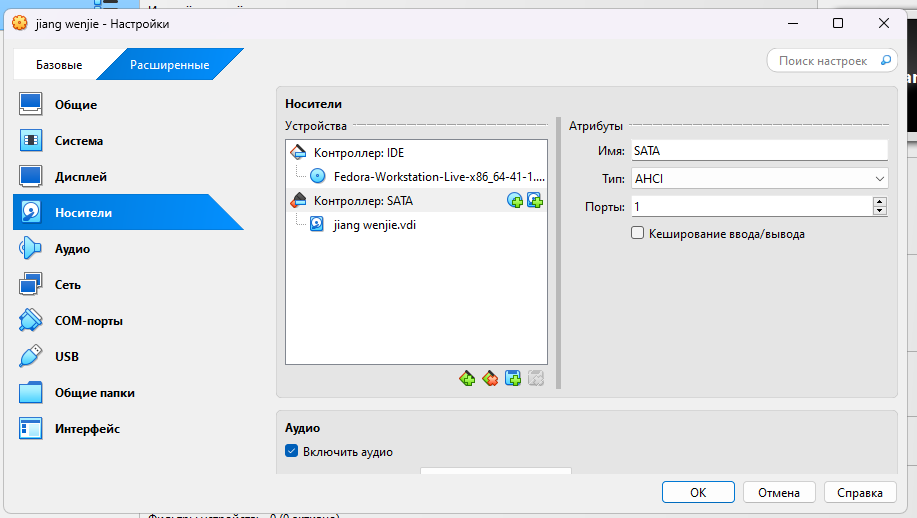 jiang wenjie - Настройки
Базовые
Расширенные
Поиск настроек
Общие
Система
Дисплей
Носители
Аудио
Сеть
COM-порты
USB
Общие папки
Интерфейс
Носители
Устройства
Контроллер: IDE
Fedora-Workstation-Live-x86_64-41-1....
Контроллер: SATA
jiang wenjie.vdi
Атрибуты
Имя: SATA
Тип: AHCI
Порты: 1
Кеширование ввода/вывода
Аудио
Включить аудио
OK
Отмена
Справка